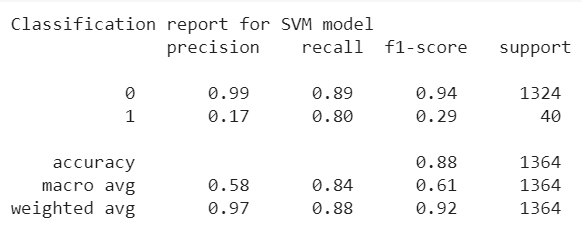 Classification report for SVM model
precision recall f1-score support
0 0.99 0.89 0.94 1324
1 0.17 0.80 0.29 40
accuracy 0.88 1364
macro avg 0.58 0.84 0.61 1364
weighted avg 0.97 0.88 0.92 1364